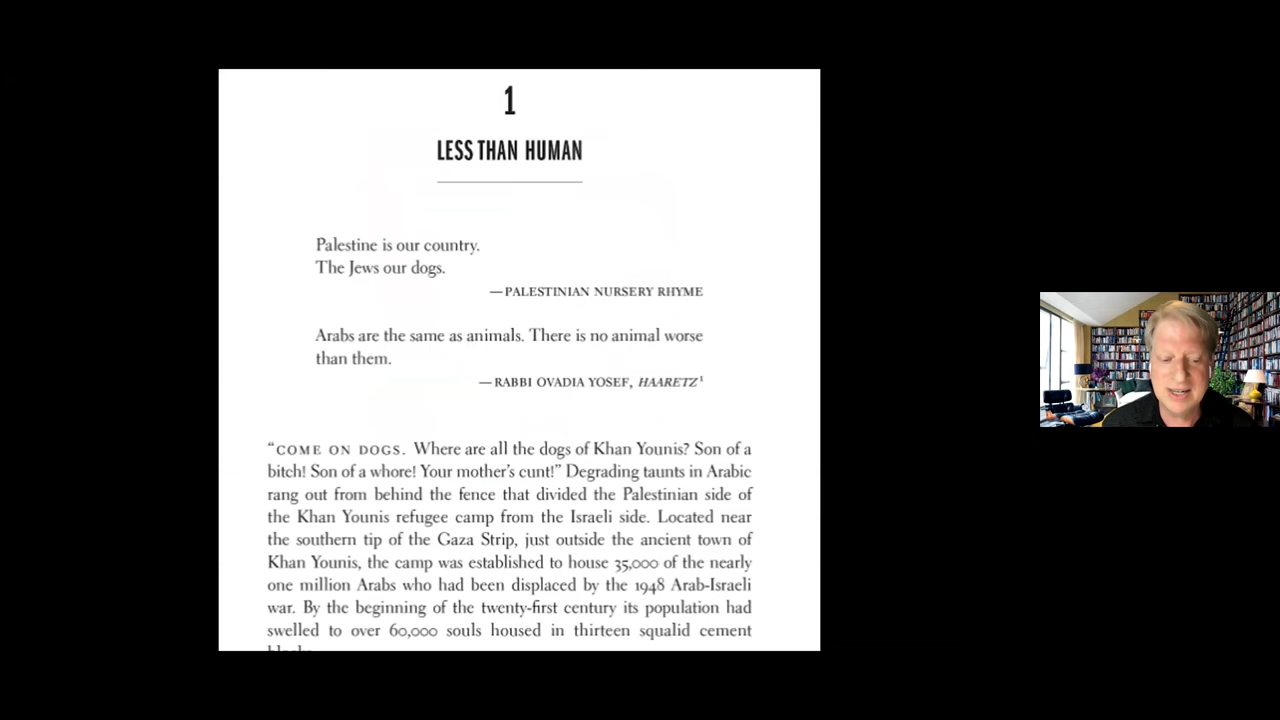 1
LESS THAN HUMAN
Palestine is our country.
The Jews our dogs.
—PALESTINIAN NURSERY RHYME
Arabs are the same as animals. There is no animal worse
than them.
—RABBI OVADIA YOSEF, HAARETZ¹
“COME ON DOGS. Where are all the dogs of Khan Younis? Son of a
bitch! Son of a whore! Your mother’s cunt!” Degrading taunts in Arabic
rang out from behind the fence that divided the Palestinian side of
the Khan Younis refugee camp from the Israeli side. Located near
the southern tip of the Gaza Strip, just outside the ancient town of
Khan Younis, the camp was established to house 35,000 of the nearly
one million Arabs who had been displaced by the 1948 Arab-Israeli
war. By the beginning of the twenty-first century its population had
swelled to over 60,000 souls housed in thirteen squalid cement